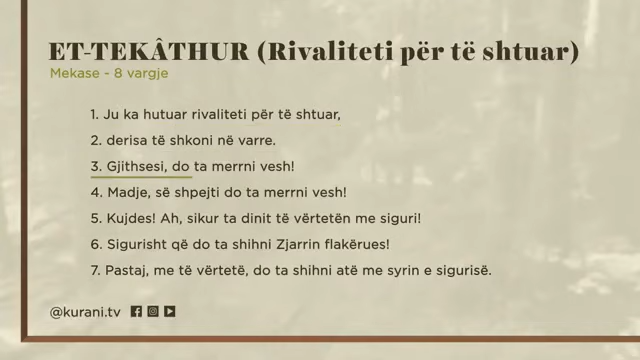 ET-TEKÂTHUR (Rivaliteti për të shtuar)
Mekase - 8 vargje
1. Ju ka hutuar rivaliteti për të shtuar,
2. derisa të shkoni në varre.
3. Gjithsesi, do ta merrni vesh!
4. Madje, së shpejti do ta merrni vesh!
5. Kujdes! Ah, sikur ta dinit të vërtetën me siguri!
6. Sigurisht që do ta shihni Zjarrin flakërues!
7. Pastaj, me të vërtetë, do ta shihni atë me syrin e sigurisë.
@kurani.tv